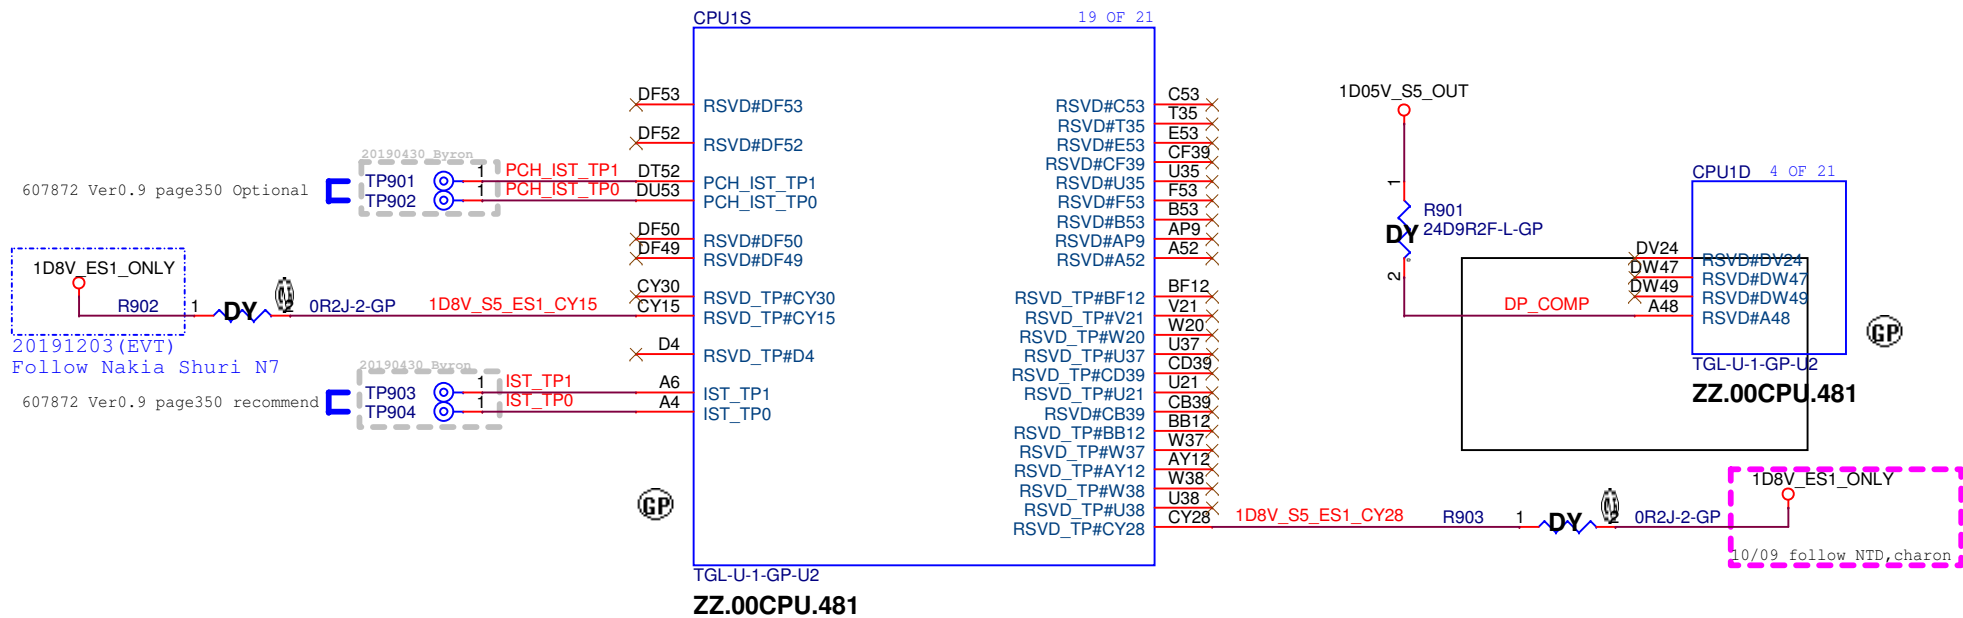 CPU1S
19 OF 21
DF53
RSVD#DF53
DF52
RSVD#DF52
20190430 Byron
607872 Ver0.9 page350 Optional
TP901
1
PCH_IST_TP1
DT52
PCH_IST_TP1
TP902
1
PCH_IST_TP0
DU53
PCH_IST_TP0
DF50
RSVD#DF50
DF49
RSVD#DF49
1D8V_ES1_ONLY
R902
1
DY
2
0R2J-2-GP
1D8V_S5_ES1_CY15
CY30
RSVD_TP#CY30
CY15
RSVD_TP#CY15
20191203(EVT)
Follow Nakia Shuri N7
D4
RSVD_TP#D4
20190430 Byron
607872 Ver0.9 page350 recommend
TP903
1
IST_TP1
A6
IST_TP1
TP904
1
IST_TP0
A4
IST_TP0
GP
RSVD#C53
C53
RSVD#T35
T35
RSVD#E53
E53
RSVD#CF39
CF39
RSVD#U35
U35
RSVD#F53
F53
RSVD#B53
B53
RSVD#AP9
AP9
RSVD#A52
A52
RSVD_TP#BF12
BF12
RSVD_TP#V21
V21
RSVD_TP#W20
W20
RSVD_TP#U37
U37
RSVD_TP#CD39
CD39
RSVD_TP#U21
U21
RSVD#CB39
CB39
RSVD_TP#BB12
BB12
RSVD_TP#W37
W37
RSVD_TP#AY12
AY12
RSVD_TP#W38
W38
RSVD_TP#U38
U38
RSVD_TP#CY28
CY28
1D8V_S5_ES1_CY28
R903
1
DY
2
0R2J-2-GP
1D8V_ES1_ONLY
10/09 follow NTD,charon
TGL-U-1-GP-U2
ZZ.00CPU.481
1D05V_S5_OUT
1
R901
24D9R2F-L-GP
DY
2
DP_COMP
CPU1D
4 OF 21
DV24
RSVD#DV24
DW47
RSVD#DW47
DW49
RSVD#DW49
A48
RSVD#A48
GP
TGL-U-1-GP-U2
ZZ.00CPU.481